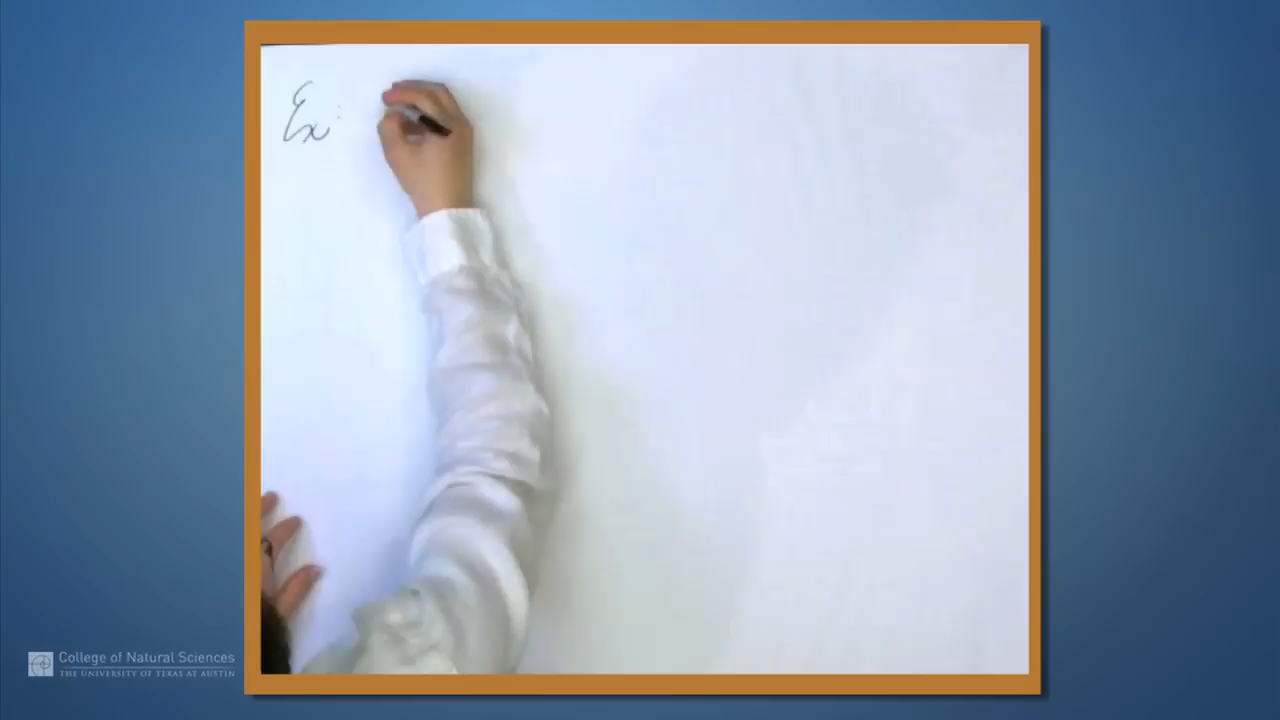 Ex:
College of Natural Sciences
THE UNIVERSITY OF TEXAS AT AUSTIN